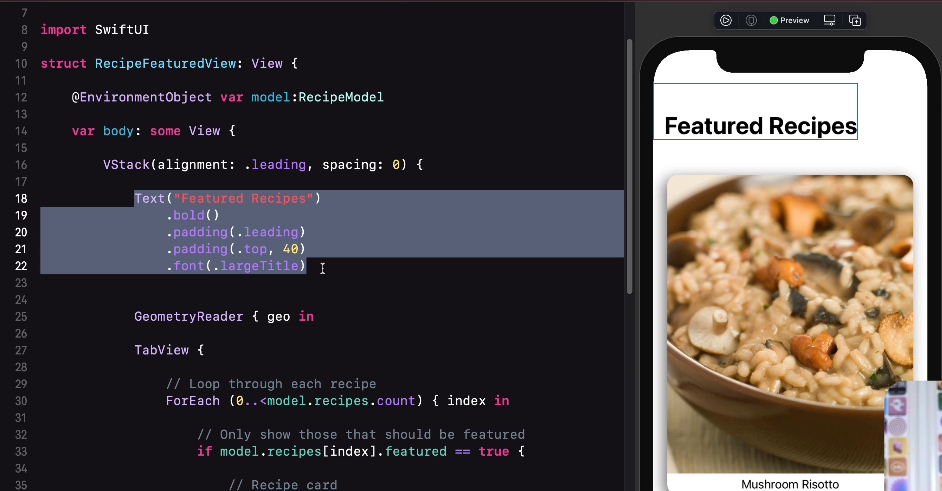 7
8 import SwiftUI
9
10 struct RecipeFeaturedView: View {
11
12 @EnvironmentObject var model:RecipeModel
13
14 var body: some View {
15
16 VStack(alignment: .leading, spacing: 0) {
17
18 Text("Featured Recipes")
19 .bold()
20 .padding(.leading)
21 .padding(.top, 40)
22 .font(.largeTitle)
23
24
25 GeometryReader { geo in
26
27 TabView {
28
29 // Loop through each recipe
30 ForEach (0..<model.recipes.count) { index in
31
32 // Only show those that should be featured
33 if model.recipes[index].featured == true {
34
35 // Recipe card
Preview
Featured Recipes
Mushroom Risotto